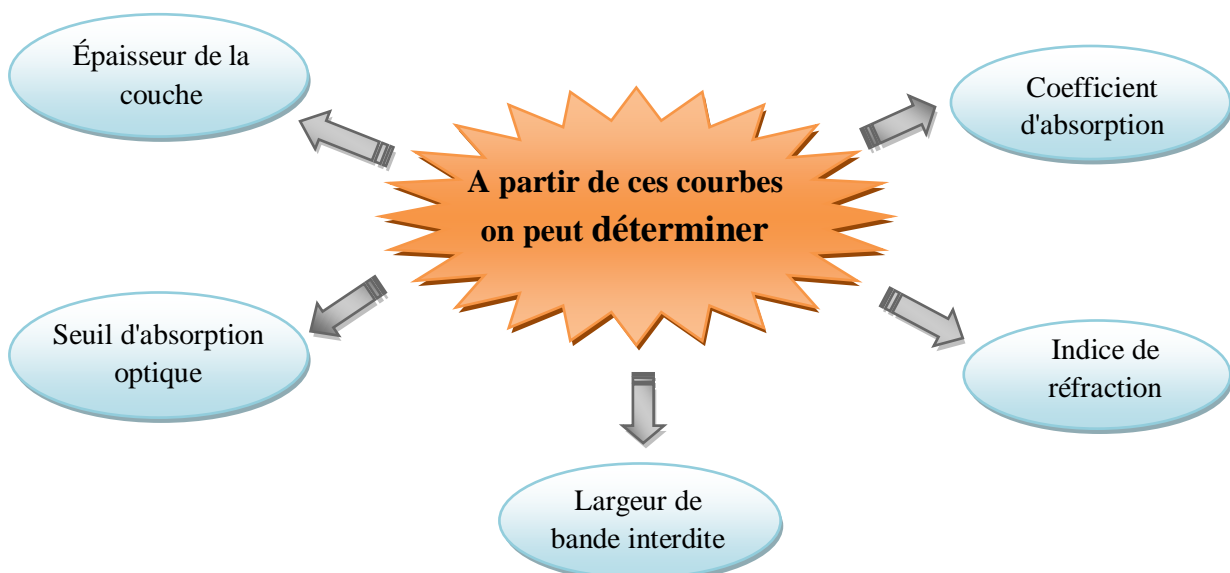 Épaisseur de la
couche
Coefficient
d'absorption
A partir de ces courbes
on peut déterminer
Seuil d'absorption
optique
Indice de
réfraction
Largeur de
bande interdite